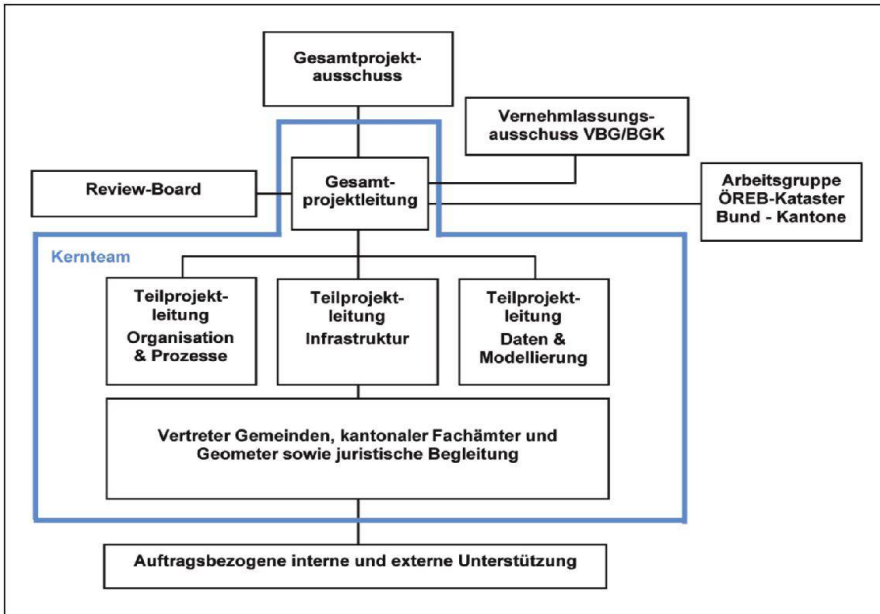 Gesamtprojekt-
ausschuss
Vernehmlassungs-
ausschuss VBG/BGK
Review-Board
Gesamt-
projektleitung
Arbeitsgruppe
ÖREB-Kataster
Bund - Kantone
Kernteam
Teilprojekt-
leitung
Organisation
& Prozesse
Teilprojekt-
leitung
Infrastruktur
Teilprojekt-
leitung
Daten &
Modellierung
Vertreter Gemeinden, kantonaler Fachämter und
Geometer sowie juristische Begleitung
Auftragsbezogene interne und externe Unterstützung